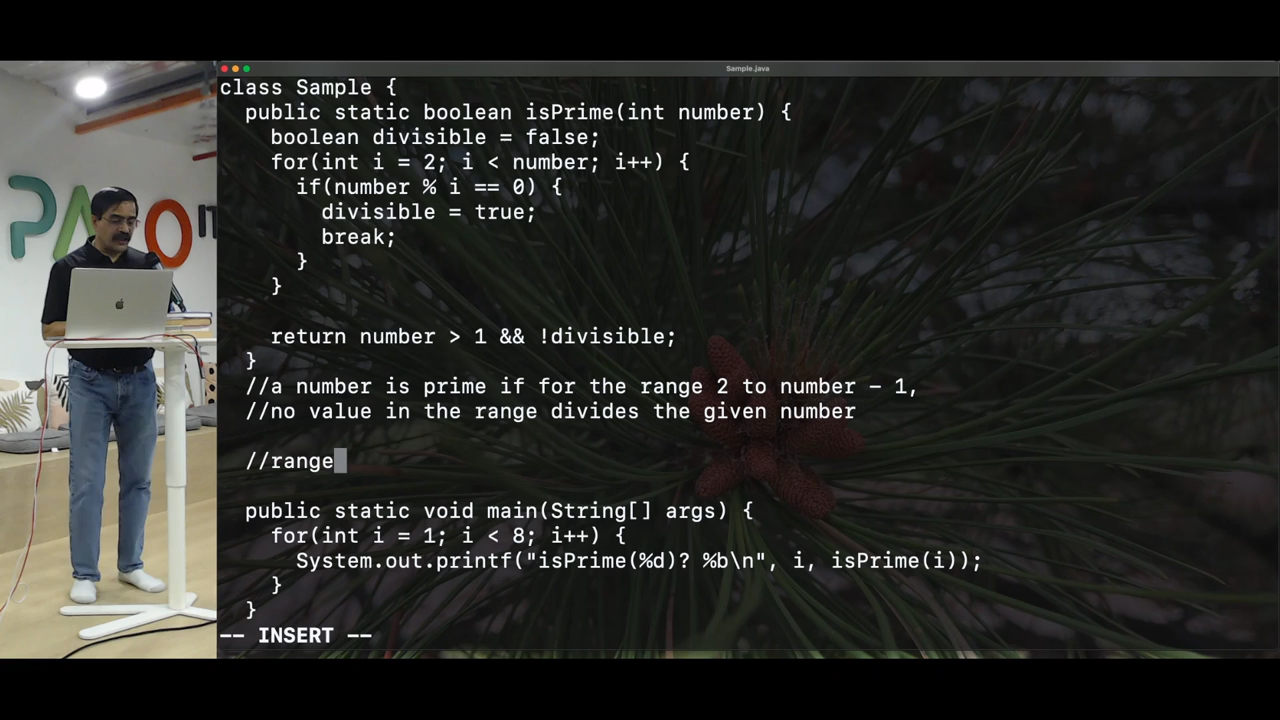 PALO IT
Sample.java
class Sample {
  public static boolean isPrime(int number) {
    boolean divisible = false;
    for(int i = 2; i < number; i++) {
      if(number % i == 0) {
        divisible = true;
        break;
      }
    }

    return number > 1 && !divisible;
  }
  //a number is prime if for the range 2 to number - 1,
  //no value in the range divides the given number

  //range

  public static void main(String[] args) {
    for(int i = 1; i < 8; i++) {
      System.out.printf("isPrime(%d)? %b\n", i, isPrime(i));
    }
  }
-- INSERT --